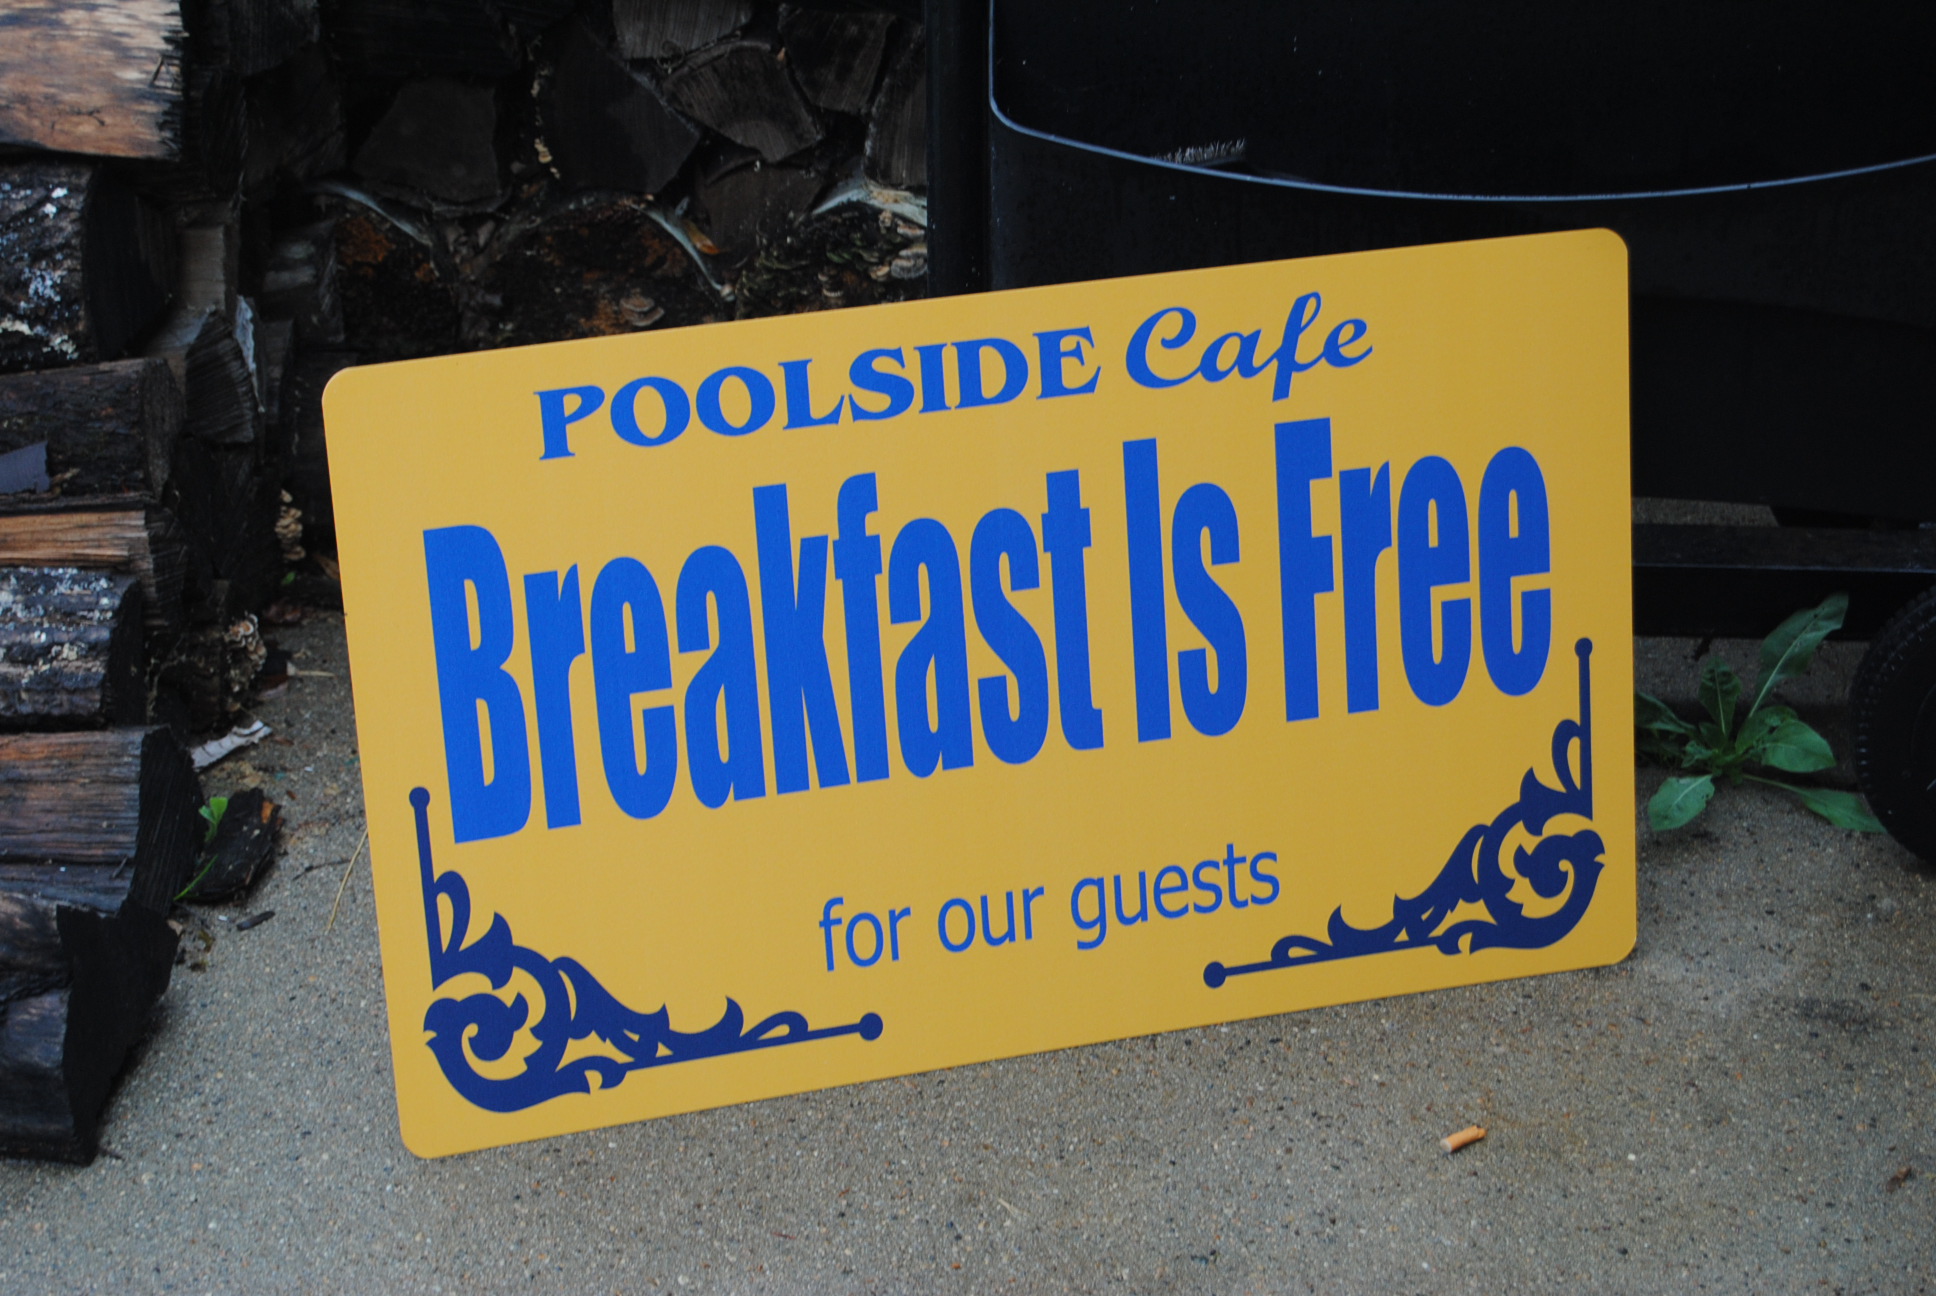 POOLSIDE Cafe
Breakfast Is Free
for our guests